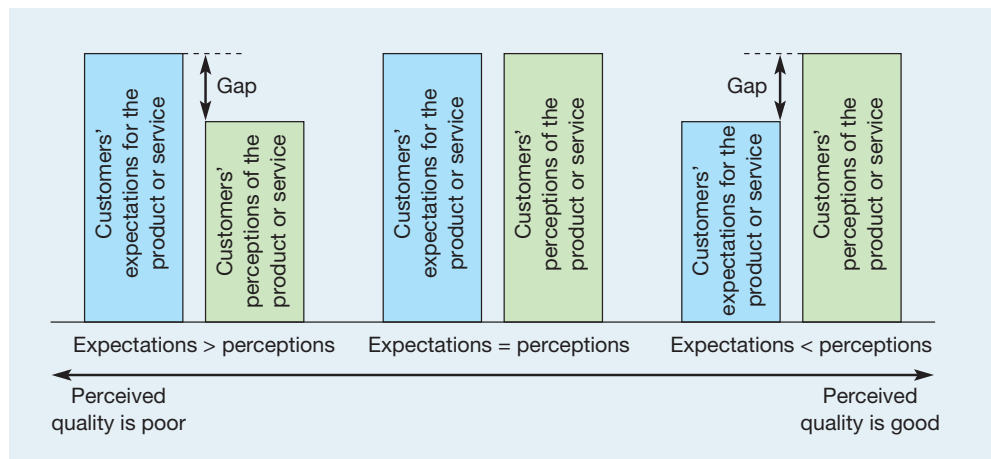 Customers'
expectations for the
product or service
Gap
Customers'
perceptions of the
product or service
Customers'
expectations for the
product or service
Customers'
perceptions of the
product or service
Gap
Customers'
expectations for the
product or service
Customers'
perceptions of the
product or service
Expectations > perceptions
Expectations = perceptions
Expectations < perceptions
Perceived
quality is poor
Perceived
quality is good